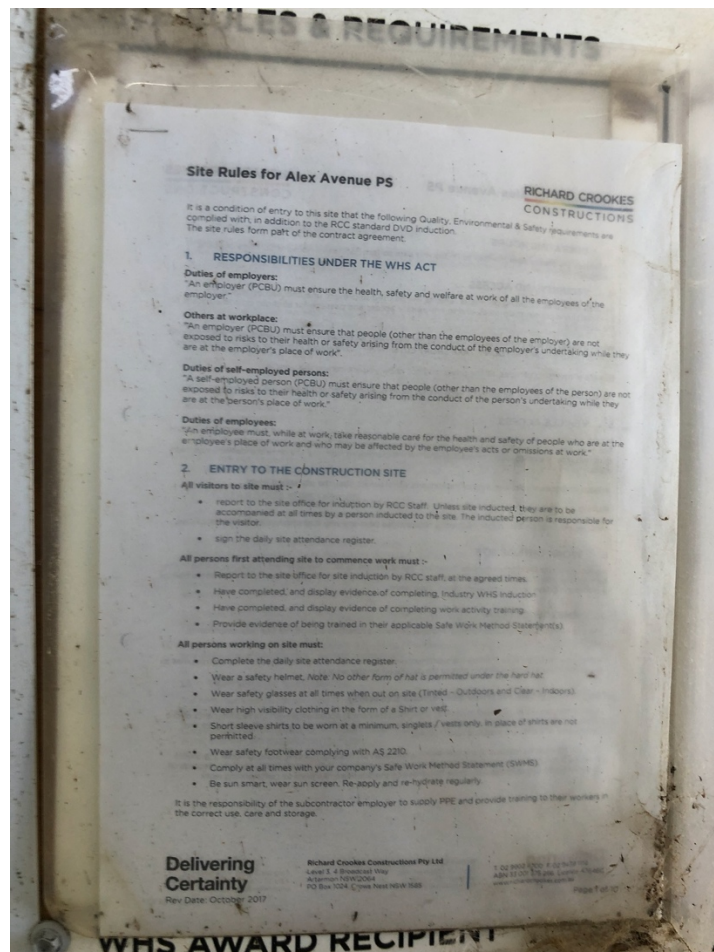 RULES & REQUIREMENTS
Site Rules for Alex Avenue PS
RICHARD CROOKES
CONSTRUCTIONS
It is a condition of entry to this site that the following Quality, Environmental & Safety requirements are
complied with, in addition to the RCC standard DVD induction.
The site rules form part of the contract agreement.
1. RESPONSIBILITIES UNDER THE WHS ACT
Duties of employers:
"An employer (PCBU) must ensure the health, safety and welfare at work of all the employees of the
employer."
Others at workplace:
"An employer (PCBU) must ensure that people (other than the employees of the employer) are not
exposed to risks to their health or safety arising from the conduct of the employer's undertaking while they
are at the employer's place of work".
Duties of self-employed persons:
"A self-employed person (PCBU) must ensure that people (other than the employees of the person) are not
exposed to risks to their health or safety arising from the conduct of the person's undertaking while they
are at the person's place of work."
Duties of employees:
"An employee must, while at work, take reasonable care for the health and safety of people who are at the
employee's place of work and who may be affected by the employee's acts or omissions at work."
2. ENTRY TO THE CONSTRUCTION SITE
All visitors to site must :-
• report to the site office for induction by RCC Staff. Unless site inducted, they are to be
accompanied at all times by a person inducted to the site. The inducted person is responsible for
the visitor.
• sign the daily site attendance register.
All persons first attending site to commence work must :-
• Report to the site office for site induction by RCC staff, at the agreed times.
• Have completed, and display evidence of completing, Industry WHS Induction
• Have completed, and display evidence of completing work activity training.
• Provide evidence of being trained in their applicable Safe Work Method Statement(s)
All persons working on site must:
• Complete the daily site attendance register.
• Wear a safety helmet, Note: No other form of hat is permitted under the hard hat
• Wear safety glasses at all times when out on site (Tinted - Outdoors and Clear - Indoors)
• Wear high visibility clothing in the form of a Shirt or vest.
• Short sleeve shirts to be worn at a minimum, singlets / vests only, in place of shirts are not
permitted.
• Wear safety footwear complying with AS 2210.
• Comply at all times with your company's Safe Work Method Statement (SWMS)
• Be sun smart, wear sun screen. Re-apply and re-hydrate regularly.
It is the responsibility of the subcontractor employer to supply PPE and provide training to their workers in
the correct use, care and storage.
Delivering
Certainty
Rev Date: October 2017
Richard Crookes Constructions Pty Ltd
Level 3, 4 Broadcast Way
Artarmon NSW 2064
PO Box 1024 Crows Nest NSW 1585
Page 1 of 10
WHS AWARD RECIPIENT